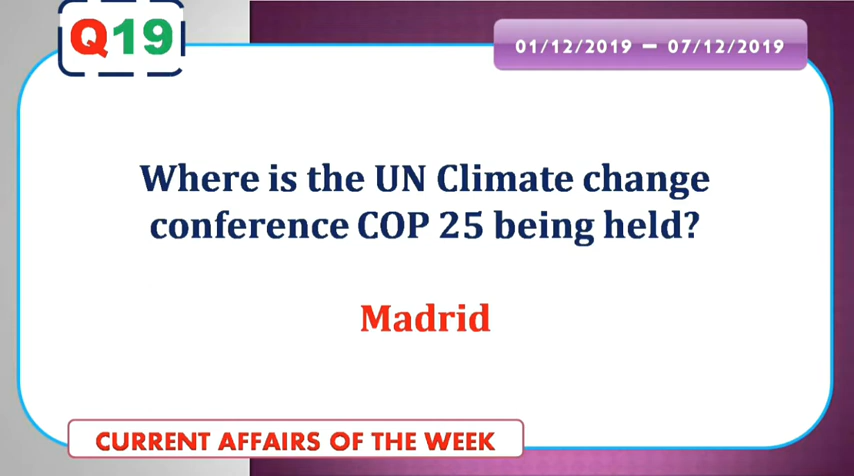 Q19
01/12/2019 – 07/12/2019
Where is the UN Climate change
conference COP 25 being held?
Madrid
CURRENT AFFAIRS OF THE WEEK